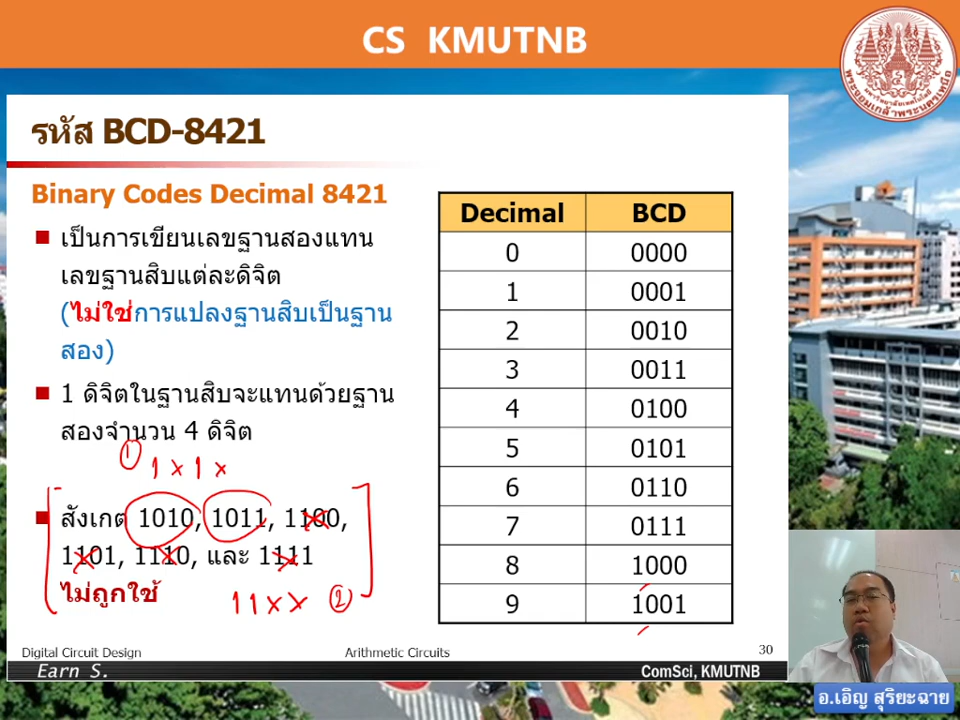 CS KMUTNB
รหัส BCD-8421
Binary Codes Decimal 8421
เป็นการเขียนเลขฐานสองแทน
เลขฐานสิบแต่ละดิจิต
(ไม่ใช่การแปลงฐานสิบเป็นฐาน
สอง)
1 ดิจิตในฐานสิบจะแทนด้วยฐาน
สองจำนวน 4 ดิจิต
①
1 x 1 x
สังเกต 1010, 1011, 1100,
1101, 1110, และ 1111
ไม่ถูกใช้
1 1 x x ②
Decimal BCD
0 0000
1 0001
2 0010
3 0011
4 0100
5 0101
6 0110
7 0111
8 1000
9 1001
Digital Circuit Design Arithmetic Circuits 30
Earn S. ComSci, KMUTNB
อ.เอิญ สุริยะฉาย